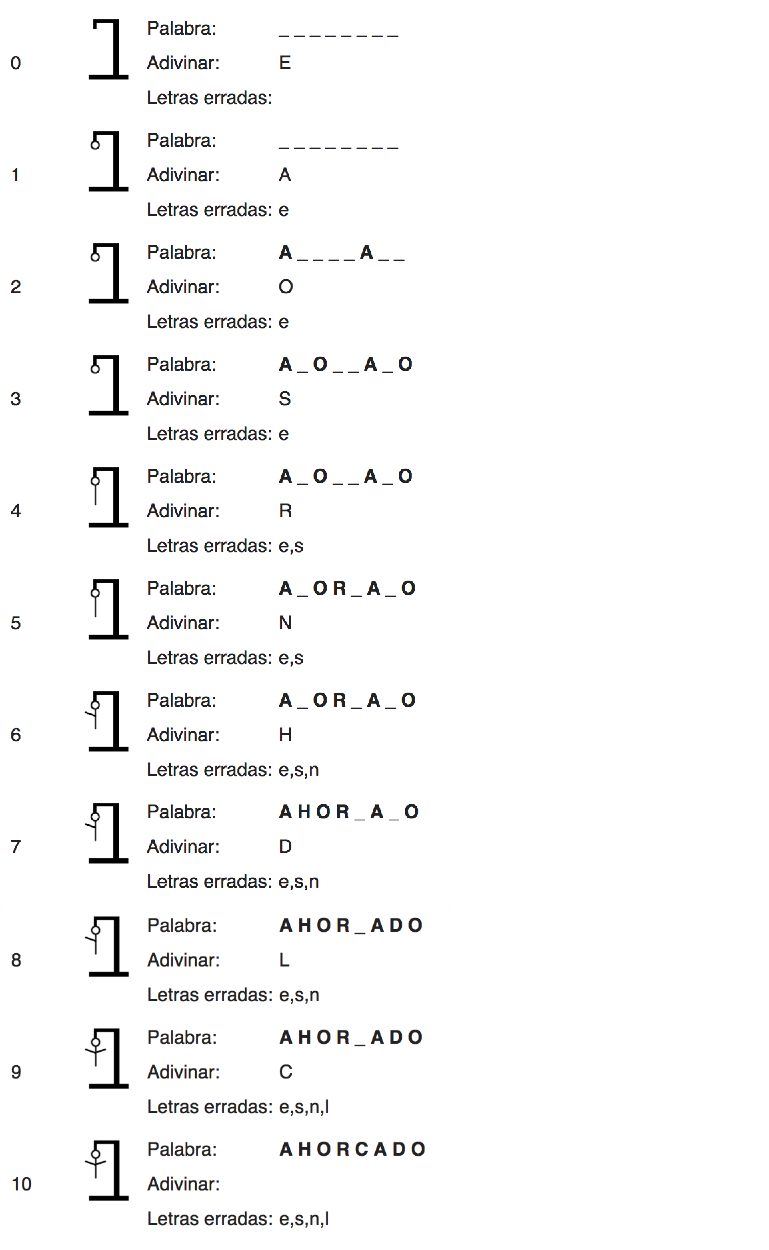 Palabra: _ _ _ _ _ _ _ _
0 Adivinar: E
Letras erradas:
Palabra: _ _ _ _ _ _ _ _
1 Adivinar: A
Letras erradas: e
Palabra: A _ _ _ _ A _ _
2 Adivinar: O
Letras erradas: e
Palabra: A _ O _ _ A _ O
3 Adivinar: S
Letras erradas: e
Palabra: A _ O _ _ A _ O
4 Adivinar: R
Letras erradas: e,s
Palabra: A _ O R _ A _ O
5 Adivinar: N
Letras erradas: e,s
Palabra: A _ O R _ A _ O
6 Adivinar: H
Letras erradas: e,s,n
Palabra: A H O R _ A _ O
7 Adivinar: D
Letras erradas: e,s,n
Palabra: A H O R _ A D O
8 Adivinar: L
Letras erradas: e,s,n
Palabra: A H O R _ A D O
9 Adivinar: C
Letras erradas: e,s,n,l
Palabra: A H O R C A D O
10 Adivinar:
Letras erradas: e,s,n,l